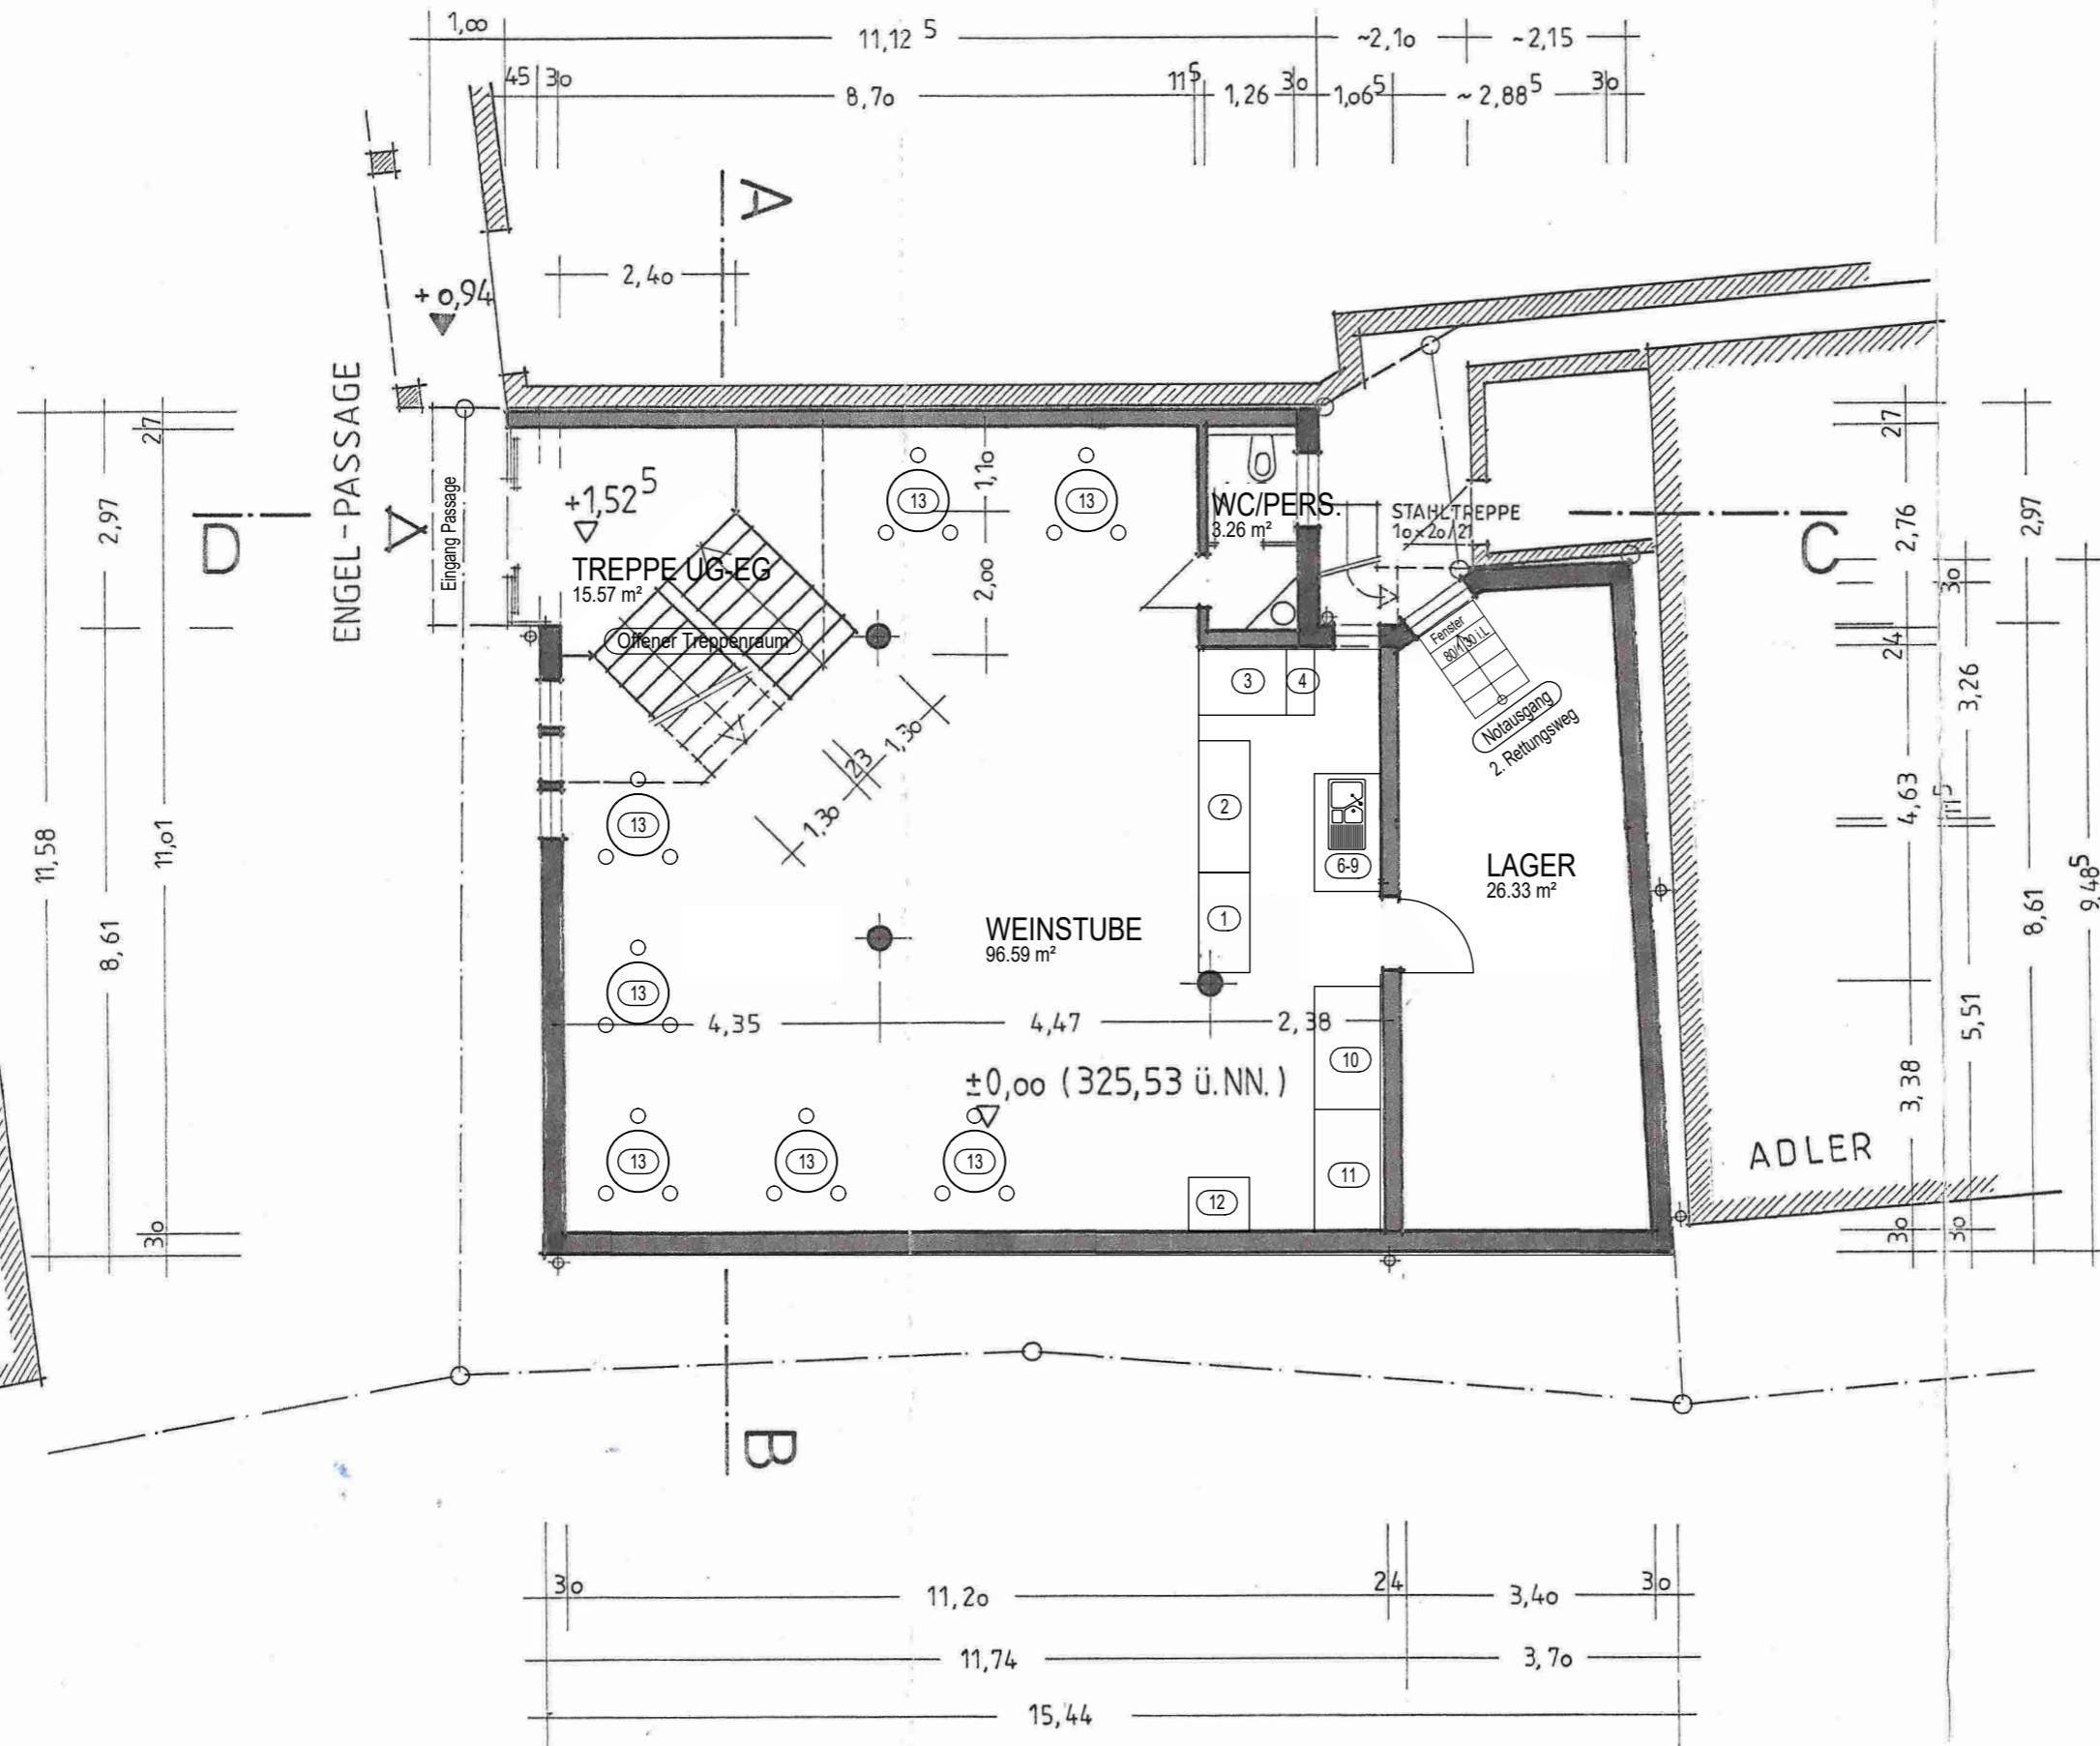 1,00
11,12 5
~2,10
~2,15
45
30
8,70
11 5
1,26
30
1,06 5
~ 2,88 5
30
A
2,40
+ 0,94
ENGEL-PASSAGE
Eingang Passage
D
+1,52 5
TREPPE UG-EG
15.57 m²
Offener Treppenraum
13
13
1,10
2,00
WC/PERS.
3.26 m²
STAHLTREPPE
10×20/27
C
27
2,97
11,58
11,01
8,61
30
3
4
Fenster
80/130 i.L
Notausgang
2. Rettungsweg
1,30
23
1,30
13
2
6-9
1
LAGER
26.33 m²
WEINSTUBE
96.59 m²
13
4,35
4,47
2,38
±0,00 (325,53 ü.NN.)
10
13
13
13
11
12
27
2,76
2,97
30
24
3,26
4,63
11 5
8,61
9,48 5
5,51
3,38
30
30
ADLER
B
30
11,20
24
3,40
30
11,74
3,70
15,44